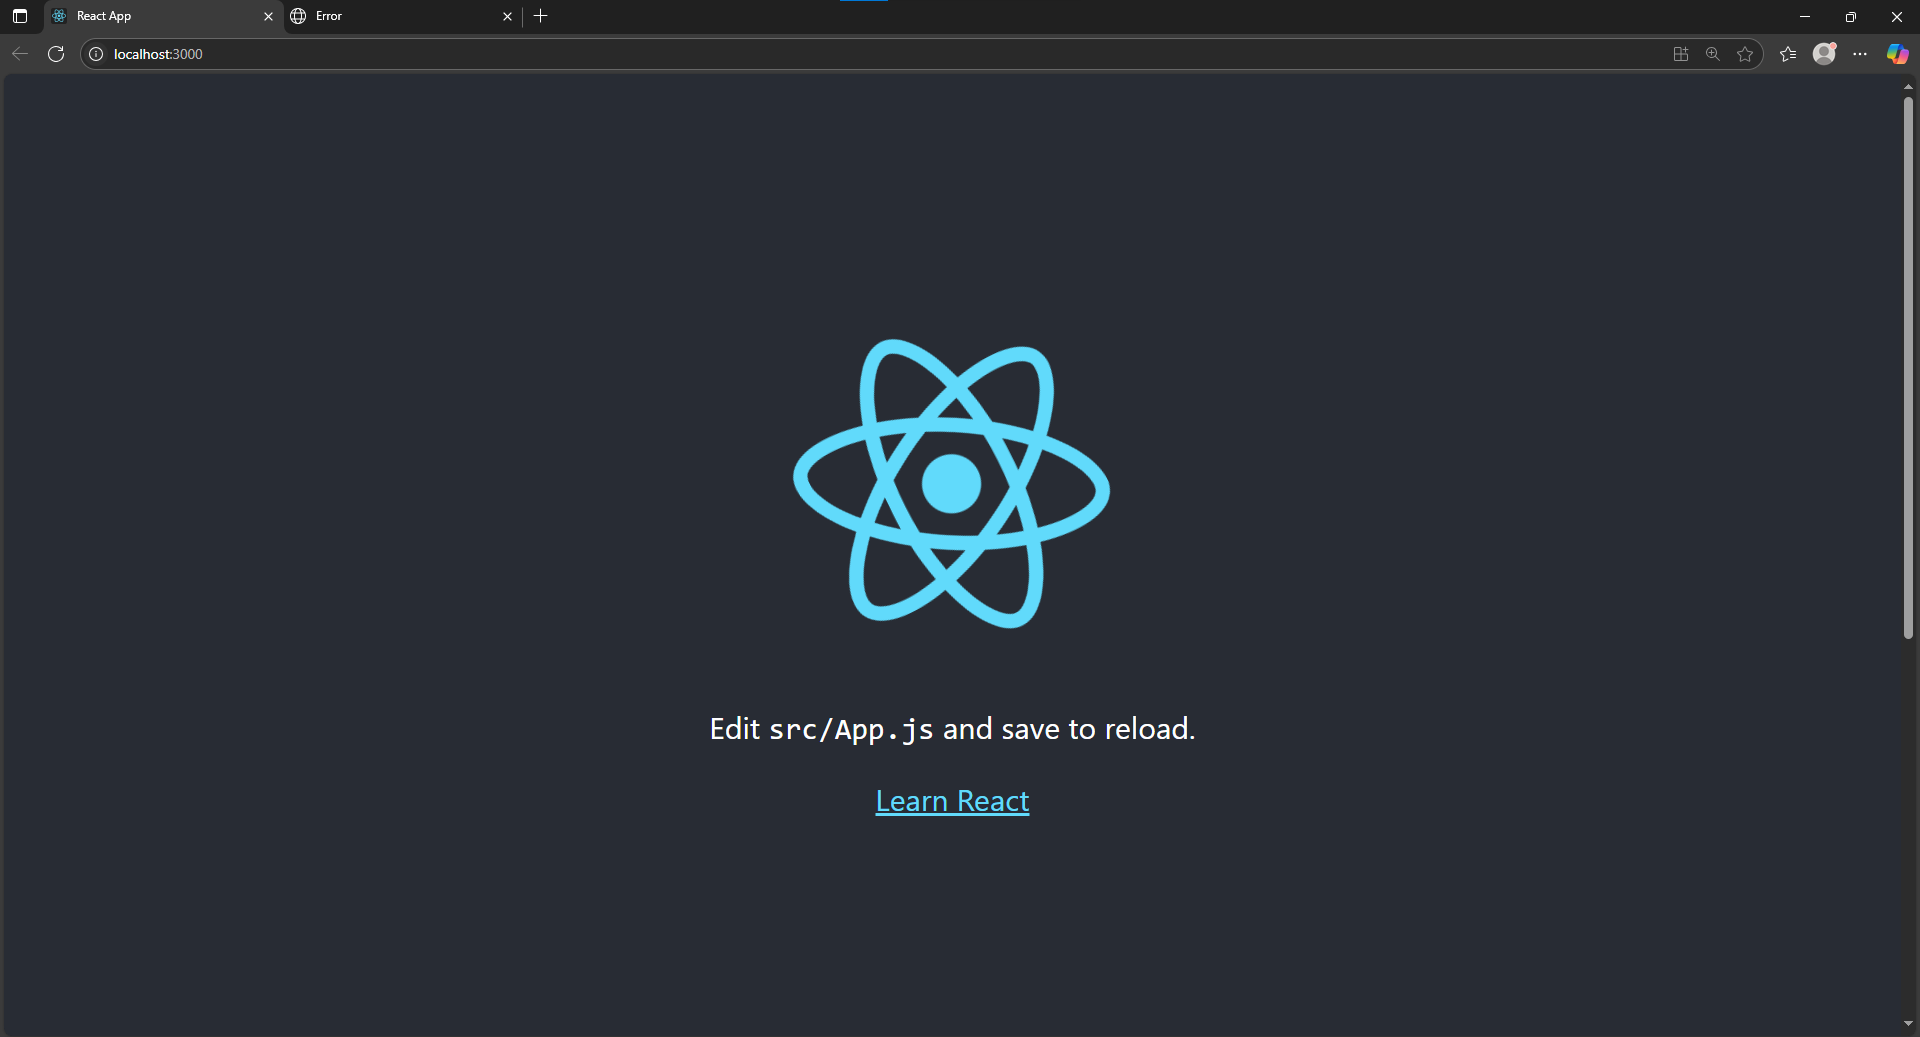 React App
Error
localhost:3000
Edit src/App.js and save to reload.
Learn React